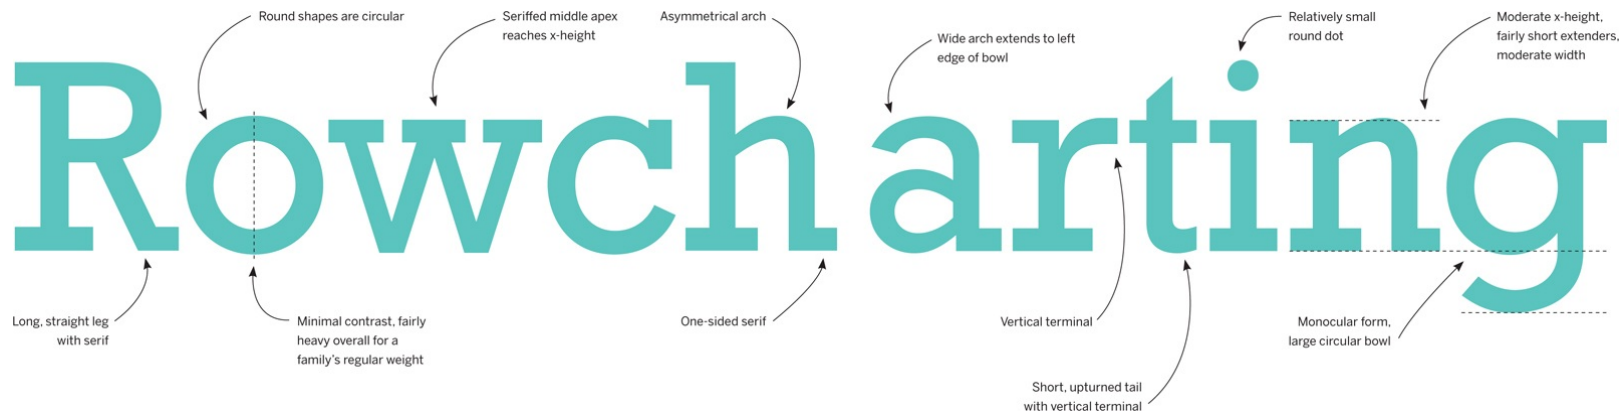 Round shapes are circular
Seriffed middle apex
reaches x-height
Asymmetrical arch
Wide arch extends to left
edge of bowl
Relatively small
round dot
Moderate x-height,
fairly short extenders,
moderate width
Rowcharting
Long, straight leg
with serif
Minimal contrast, fairly
heavy overall for a
family's regular weight
One-sided serif
Vertical terminal
Short, upturned tail
with vertical terminal
Monocular form,
large circular bowl